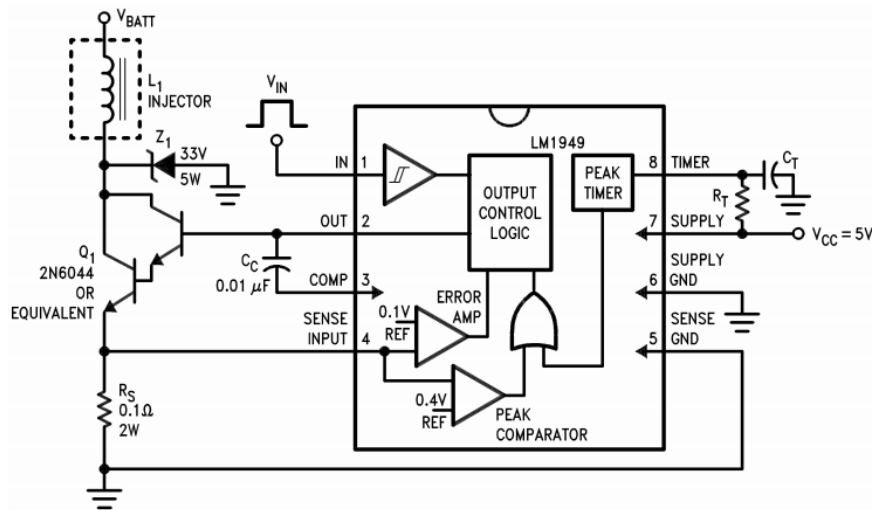 V_BATT
L1
INJECTOR
Z1
33V
5W
V_IN
LM1949
IN 1
OUTPUT
CONTROL
LOGIC
PEAK
TIMER
8 TIMER
C_T
R_T
OUT 2
7 SUPPLY
V_CC = 5V
Q1
2N6044
OR
EQUIVALENT
C_C
0.01 μF
COMP 3
SUPPLY
6 GND
ERROR
AMP
0.1V
REF
SENSE
INPUT 4
SENSE
5 GND
0.4V
REF
PEAK
COMPARATOR
R_S
0.1Ω
2W